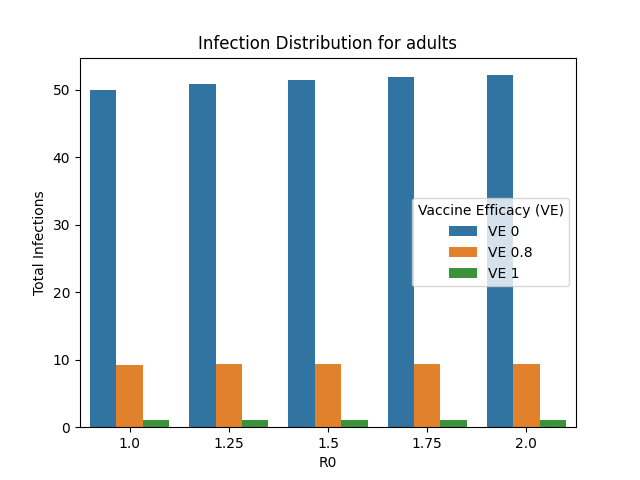 Infection Distribution for adults
Total Infections
50
40
30
20
10
0
Vaccine Efficacy (VE)
VE 0
VE 0.8
VE 1
1.0 1.25 1.5 1.75 2.0
R0